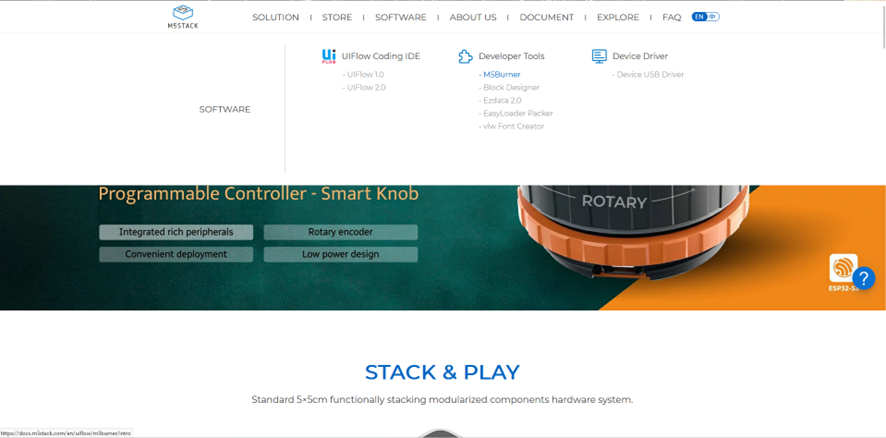 M5STACK
SOLUTION I STORE I SOFTWARE I ABOUT US I DOCUMENT I EXPLORE I FAQ EN 中
Ui FLOW UIFlow Coding IDE
- UIFlow 1.0
- UIFlow 2.0
Developer Tools
- M5Burner
- Block Designer
- Ezdata 2.0
- EasyLoader Packer
- vlw Font Creator
Device Driver
- Device USB Driver
SOFTWARE
Programmable Controller - Smart Knob
Integrated rich peripherals
Rotary encoder
Convenient deployment
Low power design
ROTARY
?
ESP32-S3
STACK & PLAY
Standard 5×5cm functionally stacking modularized components hardware system.
https://docs.m5stack.com/en/uiflow/m5burner/intro